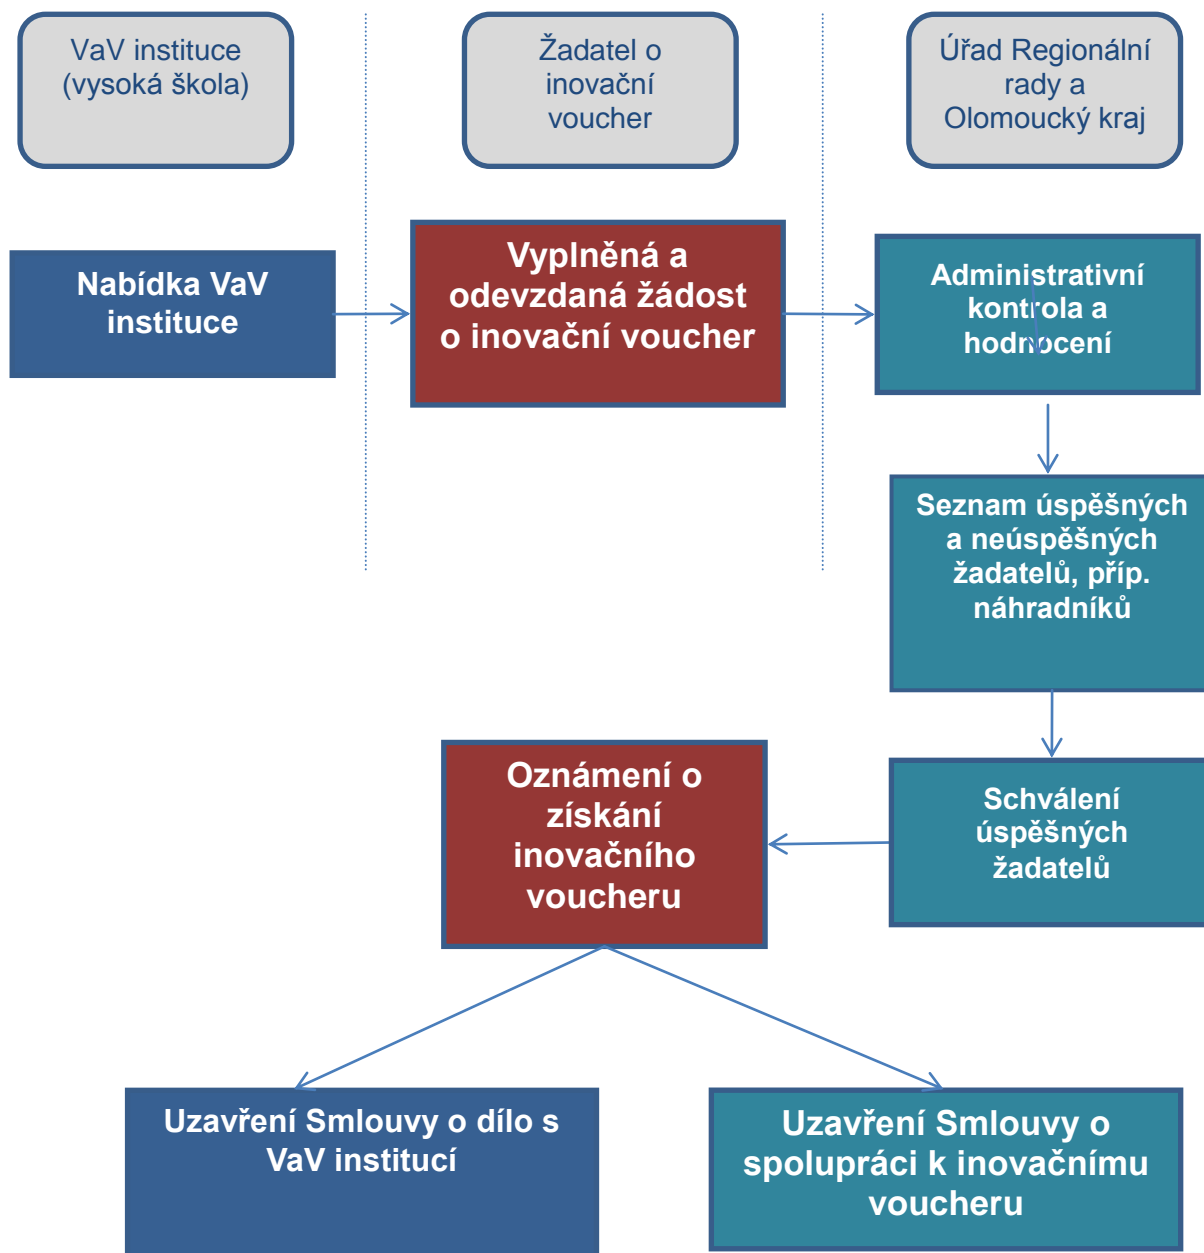 VaV instituce
(vysoká škola)
Žadatel o
inovační
voucher
Úřad Regionální
rady a
Olomoucký kraj
Nabídka VaV
instituce
Vyplněná a
odevzdaná žádost
o inovační voucher
Administrativní
kontrola a
hodnocení
Seznam úspěšných
a neúspěšných
žadatelů, příp.
náhradníků
Oznámení o
získání
inovačního
voucheru
Schválení
úspěšných
žadatelů
Uzavření Smlouvy o dílo s
VaV institucí
Uzavření Smlouvy o
spolupráci k inovačnímu
voucheru